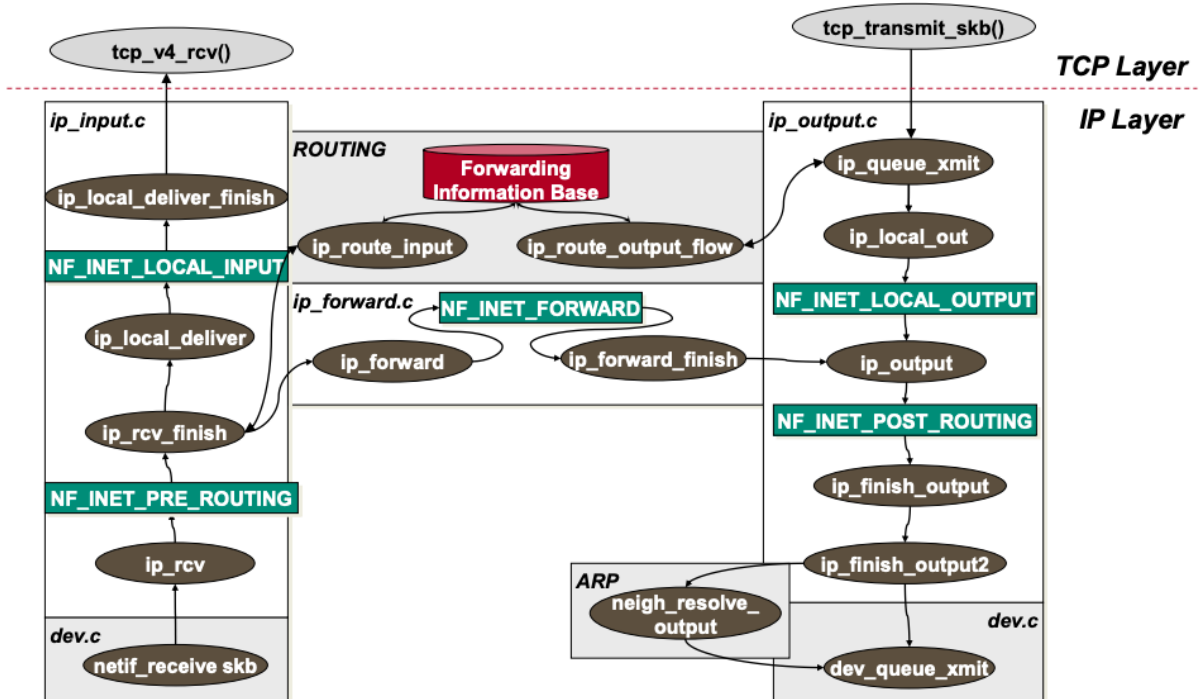 tcp_v4_rcv()
tcp_transmit_skb()
TCP Layer
IP Layer
ip_input.c
ip_local_deliver_finish
NF_INET_LOCAL_INPUT
ip_local_deliver
ip_rcv_finish
NF_INET_PRE_ROUTING
ip_rcv
dev.c
netif_receive skb
ROUTING
Forwarding
Information Base
ip_route_input
ip_route_output_flow
ip_forward.c
NF_INET_FORWARD
ip_forward
ip_forward_finish
ip_output.c
ip_queue_xmit
ip_local_out
NF_INET_LOCAL_OUTPUT
ip_output
NF_INET_POST_ROUTING
ip_finish_output
ip_finish_output2
ARP
neigh_resolve_
output
dev.c
dev_queue_xmit